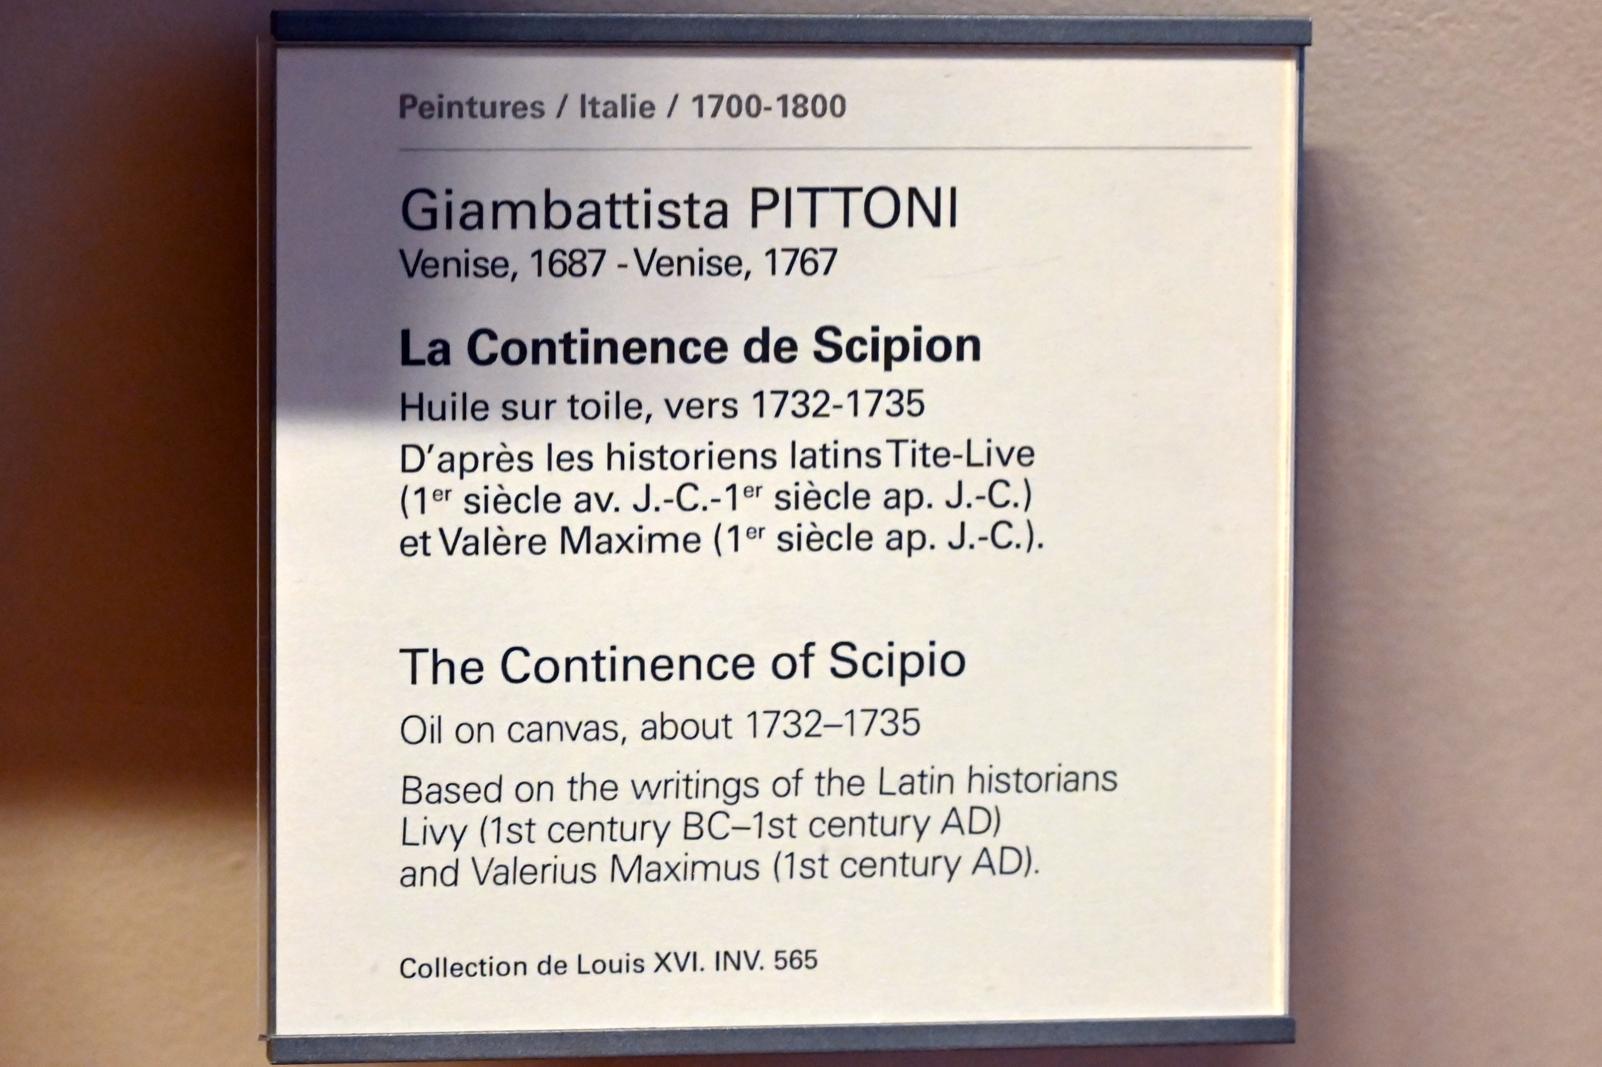 Peintures / Italie / 1700-1800
Giambattista PITTONI
Venise, 1687 - Venise, 1767
La Continence de Scipion
Huile sur toile, vers 1732-1735
D'après les historiens latins Tite-Live
(1er siècle av. J.-C.-1er siècle ap. J.-C.)
et Valère Maxime (1er siècle ap. J.-C.).
The Continence of Scipio
Oil on canvas, about 1732–1735
Based on the writings of the Latin historians
Livy (1st century BC–1st century AD)
and Valerius Maximus (1st century AD).
Collection de Louis XVI. INV. 565